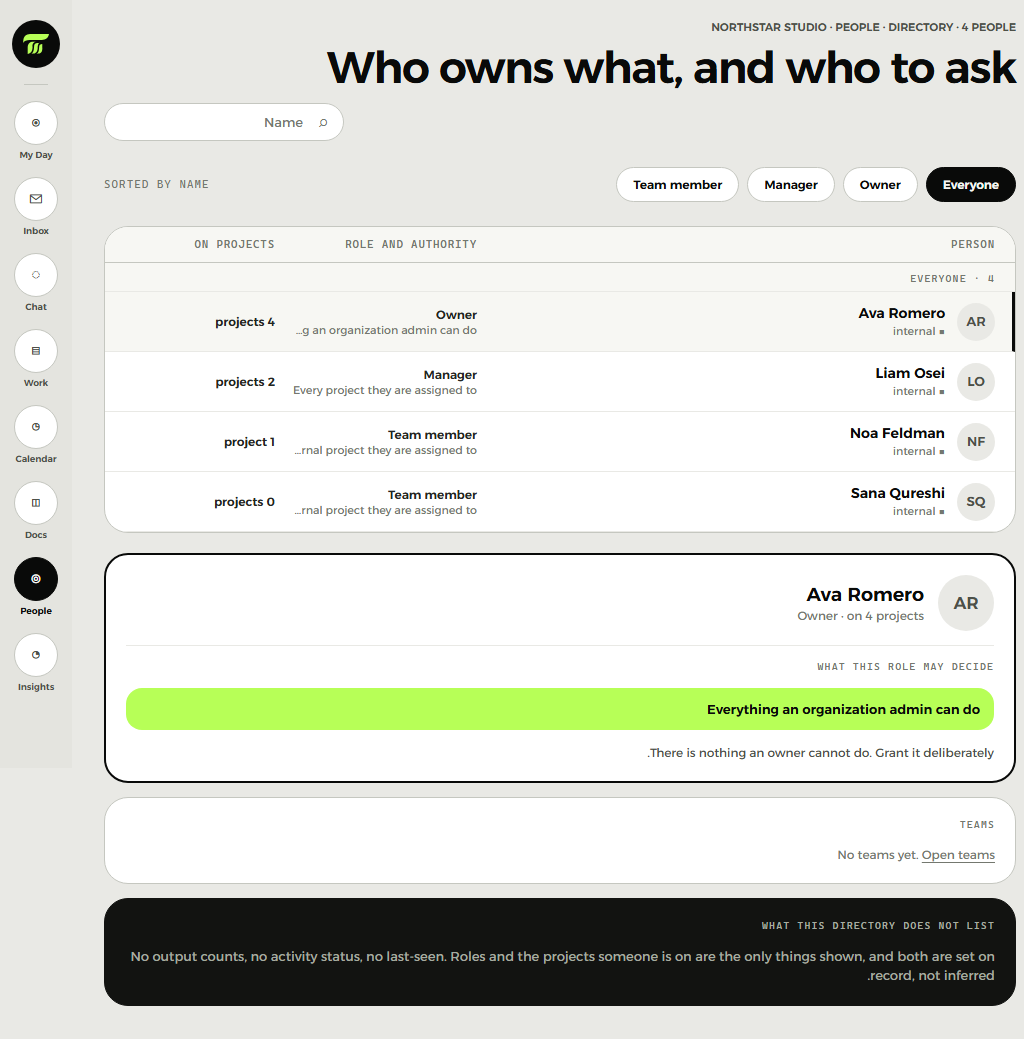 NORTHSTAR STUDIO · PEOPLE · DIRECTORY · 4 PEOPLE
Who owns what, and who to ask
Name
Everyone
Owner
Manager
Team member
SORTED BY NAME
PERSON
ROLE AND AUTHORITY
ON PROJECTS
EVERYONE · 4
AR
Ava Romero
internal
Owner
...g an organization admin can do
projects 4
LO
Liam Osei
internal
Manager
Every project they are assigned to
projects 2
NF
Noa Feldman
internal
Team member
...rnal project they are assigned to
project 1
SQ
Sana Qureshi
internal
Team member
...rnal project they are assigned to
projects 0
AR
Ava Romero
Owner · on 4 projects
WHAT THIS ROLE MAY DECIDE
Everything an organization admin can do
.There is nothing an owner cannot do. Grant it deliberately
TEAMS
No teams yet. Open teams
WHAT THIS DIRECTORY DOES NOT LIST
No output counts, no activity status, no last-seen. Roles and the projects someone is on are the only things shown, and both are set on
.record, not inferred
My Day
Inbox
Chat
Work
Calendar
Docs
People
Insights